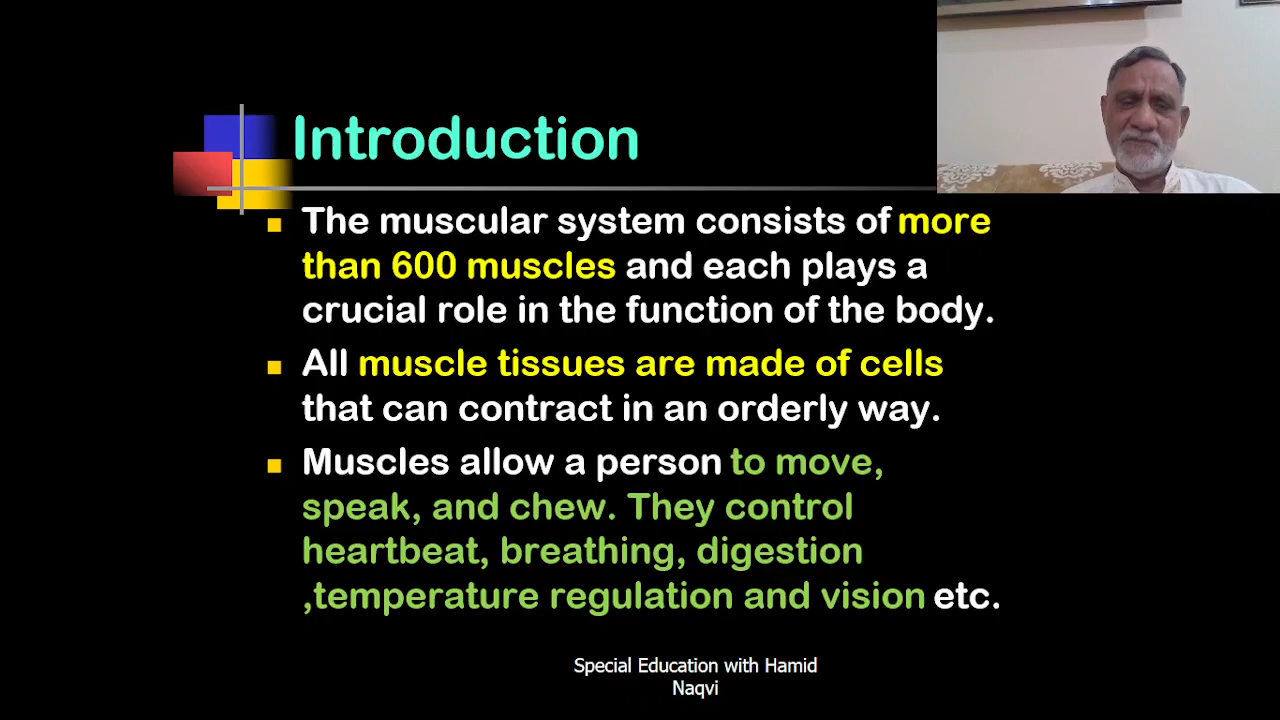 Introduction
The muscular system consists of more
than 600 muscles and each plays a
crucial role in the function of the body.
All muscle tissues are made of cells
that can contract in an orderly way.
Muscles allow a person to move,
speak, and chew. They control
heartbeat, breathing, digestion
,temperature regulation and vision etc.
Special Education with Hamid
Naqvi